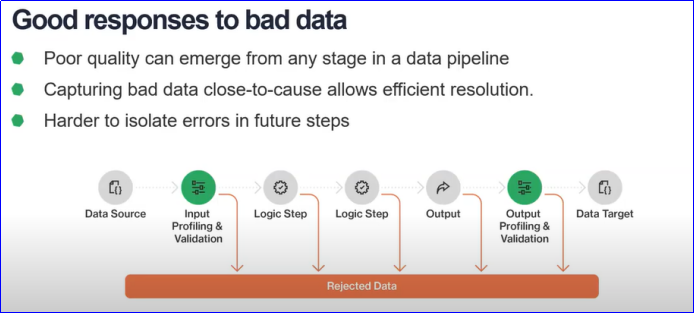 Good responses to bad data
Poor quality can emerge from any stage in a data pipeline
Capturing bad data close-to-cause allows efficient resolution.
Harder to isolate errors in future steps
Data Source
Input
Profiling &
Validation
Logic Step
Logic Step
Output
Output
Profiling &
Validation
Data Target
Rejected Data